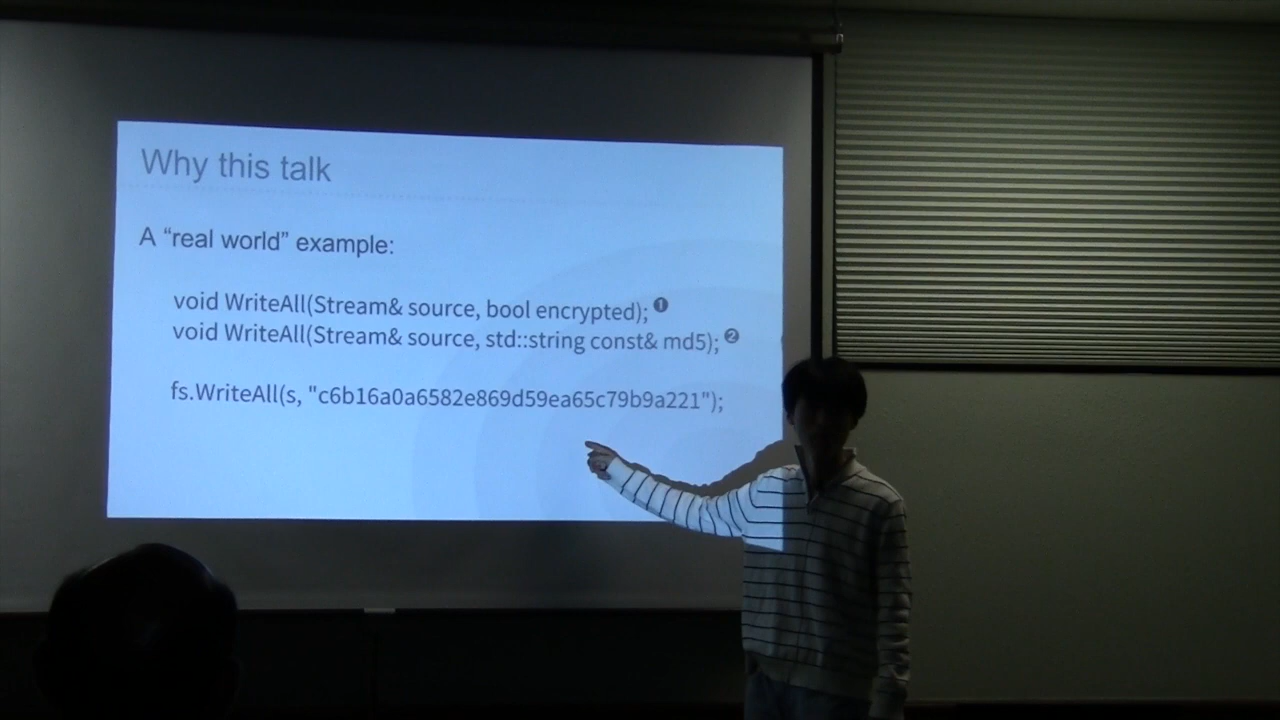 Why this talk
A “real world” example:
void WriteAll(Stream& source, bool encrypted); ❶
void WriteAll(Stream& source, std::string const& md5); ❷
fs.WriteAll(s, "c6b16a0a6582e869d59ea65c79b9a221");